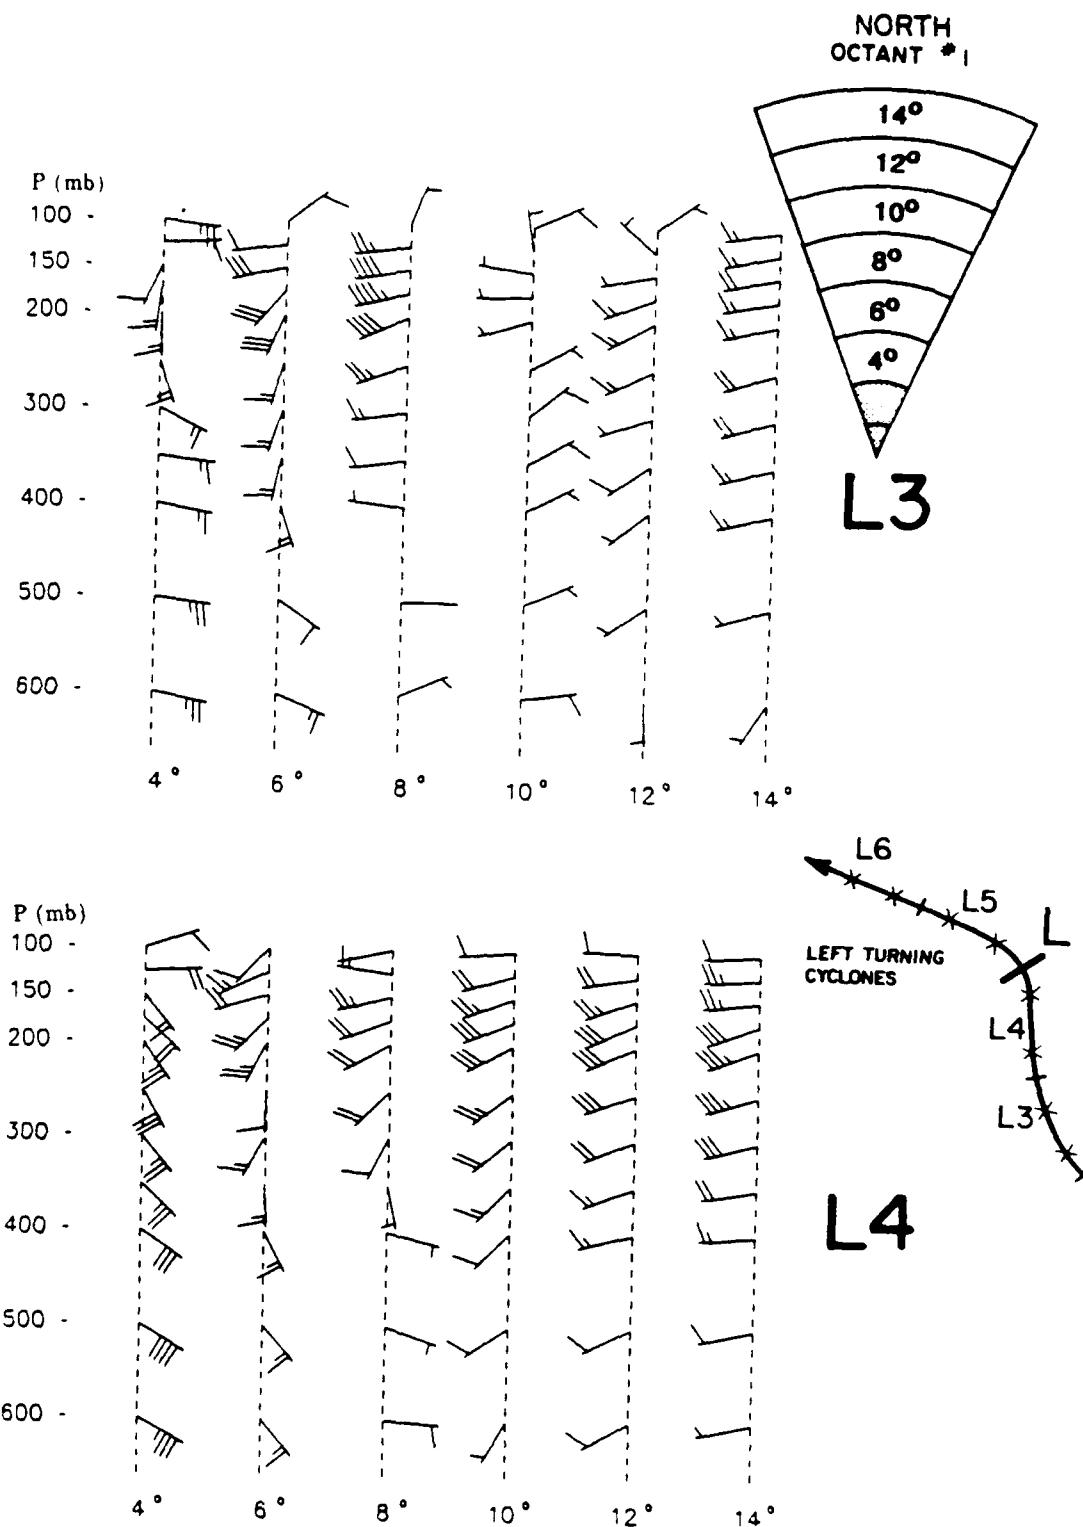 NORTH
OCTANT #1
14°
12°
10°
8°
6°
4°
L3
P (mb)
100 -
150 -
200 -
300 -
400 -
500 -
600 -
4° 6° 8° 10° 12° 14°
L6
L5
L
LEFT TURNING
CYCLONES
L4
L3
L4
P (mb)
100 -
150 -
200 -
300 -
400 -
500 -
600 -
4° 6° 8° 10° 12° 14°